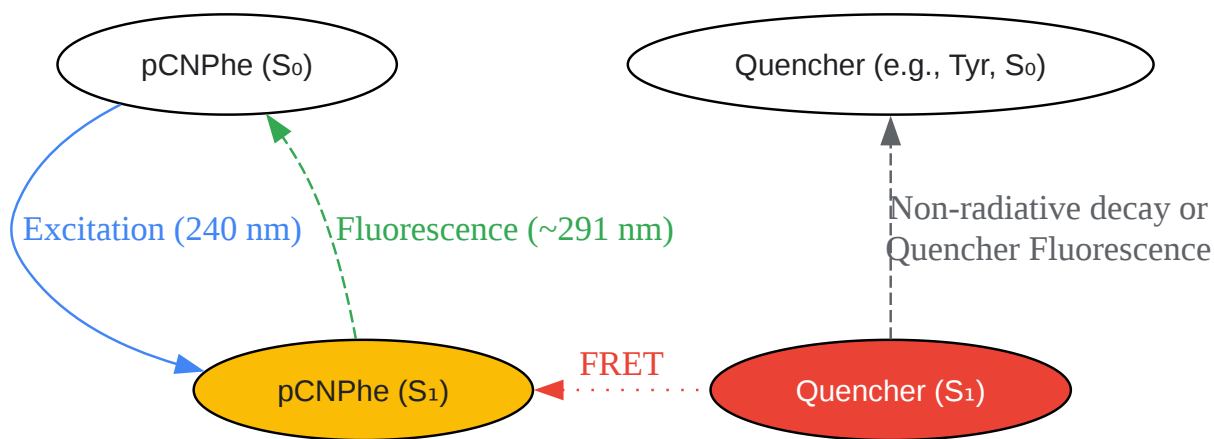 pCNPhe (S₀)
Quencher (e.g., Tyr, S₀)
Excitation (240 nm)
Fluorescence (~291 nm)
Non-radiative decay or
Quencher Fluorescence
FRET
pCNPhe (S₁)
Quencher (S₁)